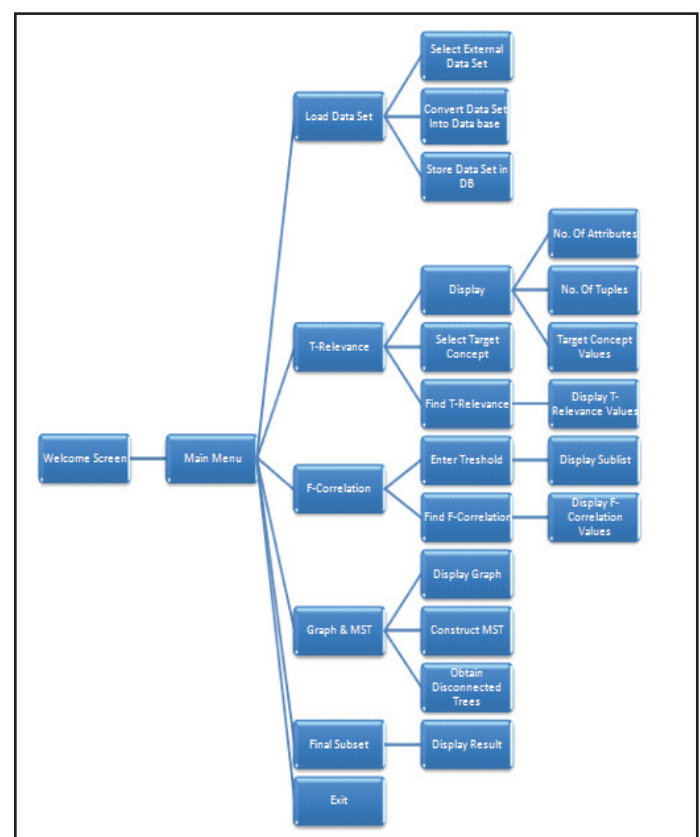 Welcome Screen
Main Menu
Load Data Set
Select External
Data Set
Convert Data Set
Into Data base
Store Data Set in
DB
T-Relevance
Display
No. Of Attributes
No. Of Tuples
Target Concept
Values
Select Target
Concept
Find T-Relevance
Display T-
Relevance Values
F-Correlation
Enter Treshold
Display Sublist
Find F-Correlation
Display F-
Correlation
Values
Graph & MST
Display Graph
Construct MST
Obtain
Disconnected
Trees
Final Subset
Display Result
Exit